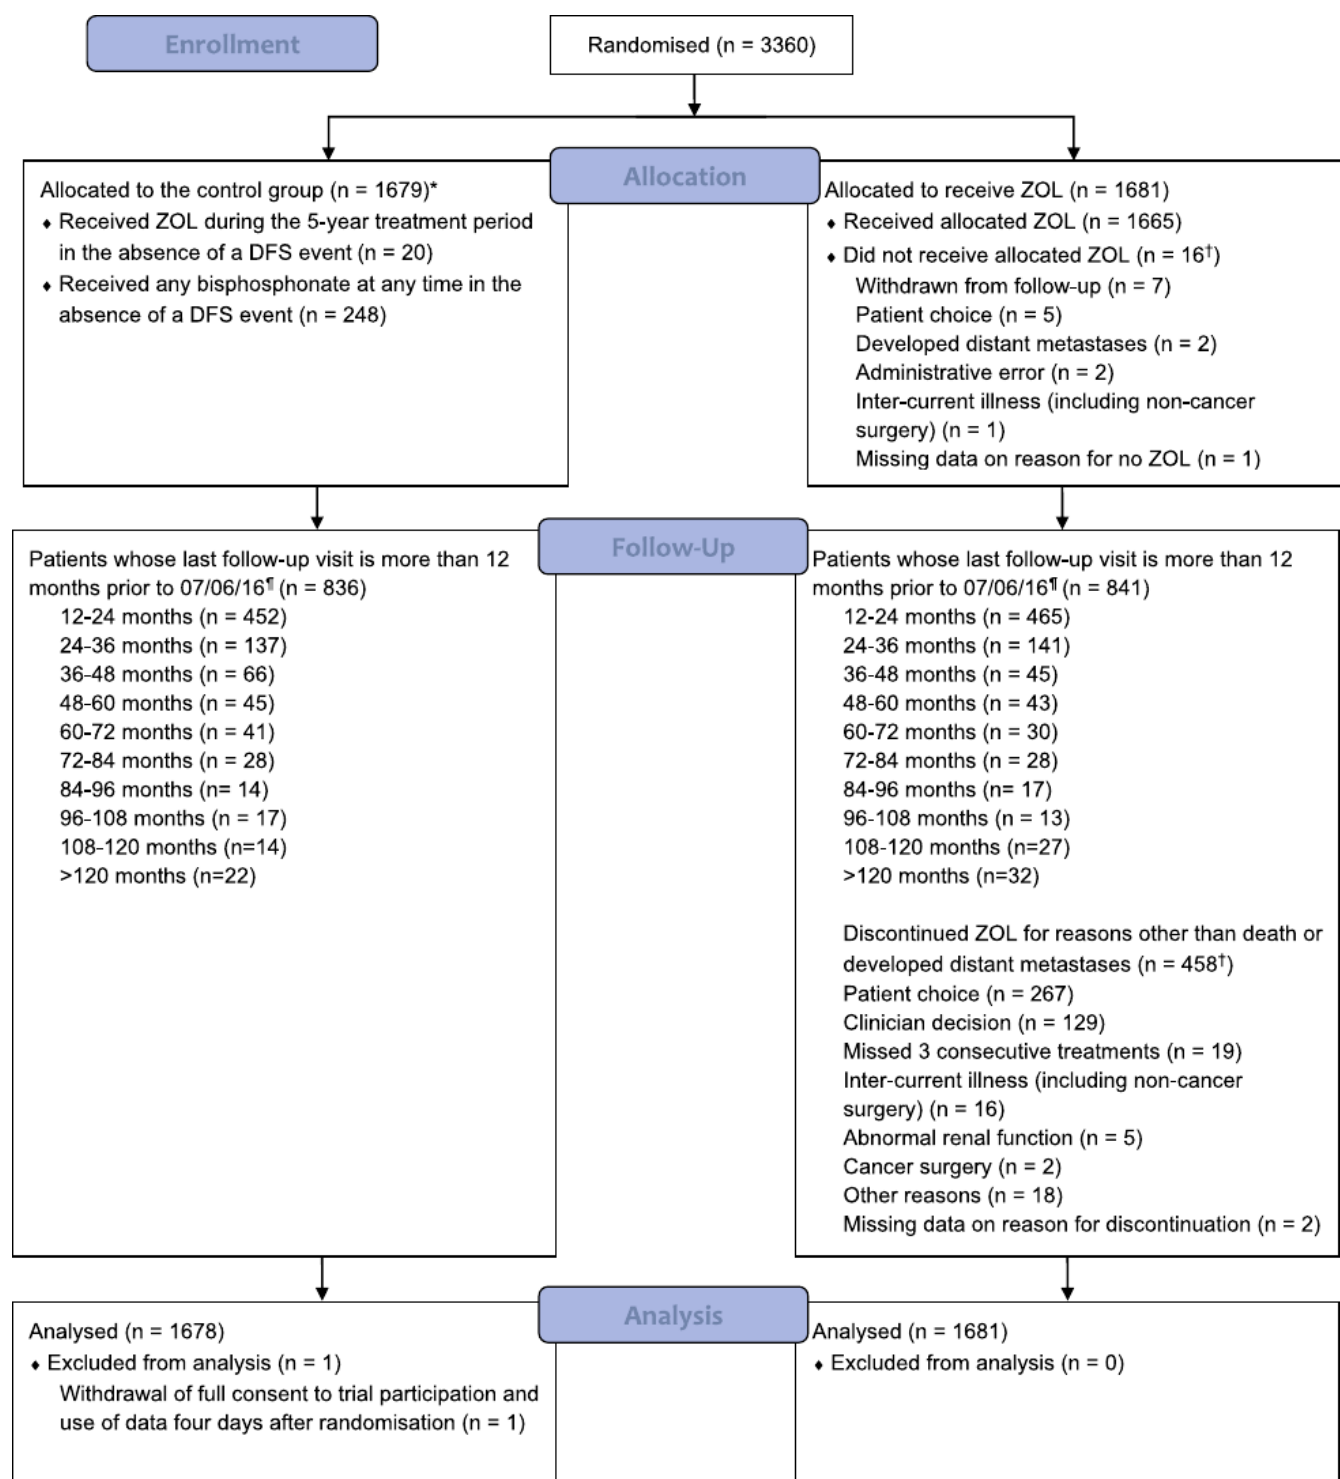 Enrollment
Randomised (n = 3360)
Allocation
Allocated to the control group (n = 1679)*
♦ Received ZOL during the 5-year treatment period
in the absence of a DFS event (n = 20)
♦ Received any bisphosphonate at any time in the
absence of a DFS event (n = 248)
Allocated to receive ZOL (n = 1681)
♦ Received allocated ZOL (n = 1665)
♦ Did not receive allocated ZOL (n = 16†)
Withdrawn from follow-up (n = 7)
Patient choice (n = 5)
Developed distant metastases (n = 2)
Administrative error (n = 2)
Inter-current illness (including non-cancer
surgery) (n = 1)
Missing data on reason for no ZOL (n = 1)
Follow-Up
Patients whose last follow-up visit is more than 12
months prior to 07/06/16¶ (n = 836)
12-24 months (n = 452)
24-36 months (n = 137)
36-48 months (n = 66)
48-60 months (n = 45)
60-72 months (n = 41)
72-84 months (n = 28)
84-96 months (n= 14)
96-108 months (n = 17)
108-120 months (n=14)
>120 months (n=22)
Patients whose last follow-up visit is more than 12
months prior to 07/06/16¶ (n = 841)
12-24 months (n = 465)
24-36 months (n = 141)
36-48 months (n = 45)
48-60 months (n = 43)
60-72 months (n = 30)
72-84 months (n = 28)
84-96 months (n= 17)
96-108 months (n = 13)
108-120 months (n=27)
>120 months (n=32)
Discontinued ZOL for reasons other than death or
developed distant metastases (n = 458†)
Patient choice (n = 267)
Clinician decision (n = 129)
Missed 3 consecutive treatments (n = 19)
Inter-current illness (including non-cancer
surgery) (n = 16)
Abnormal renal function (n = 5)
Cancer surgery (n = 2)
Other reasons (n = 18)
Missing data on reason for discontinuation (n = 2)
Analysis
Analysed (n = 1678)
♦ Excluded from analysis (n = 1)
Withdrawal of full consent to trial participation and
use of data four days after randomisation (n = 1)
Analysed (n = 1681)
♦ Excluded from analysis (n = 0)